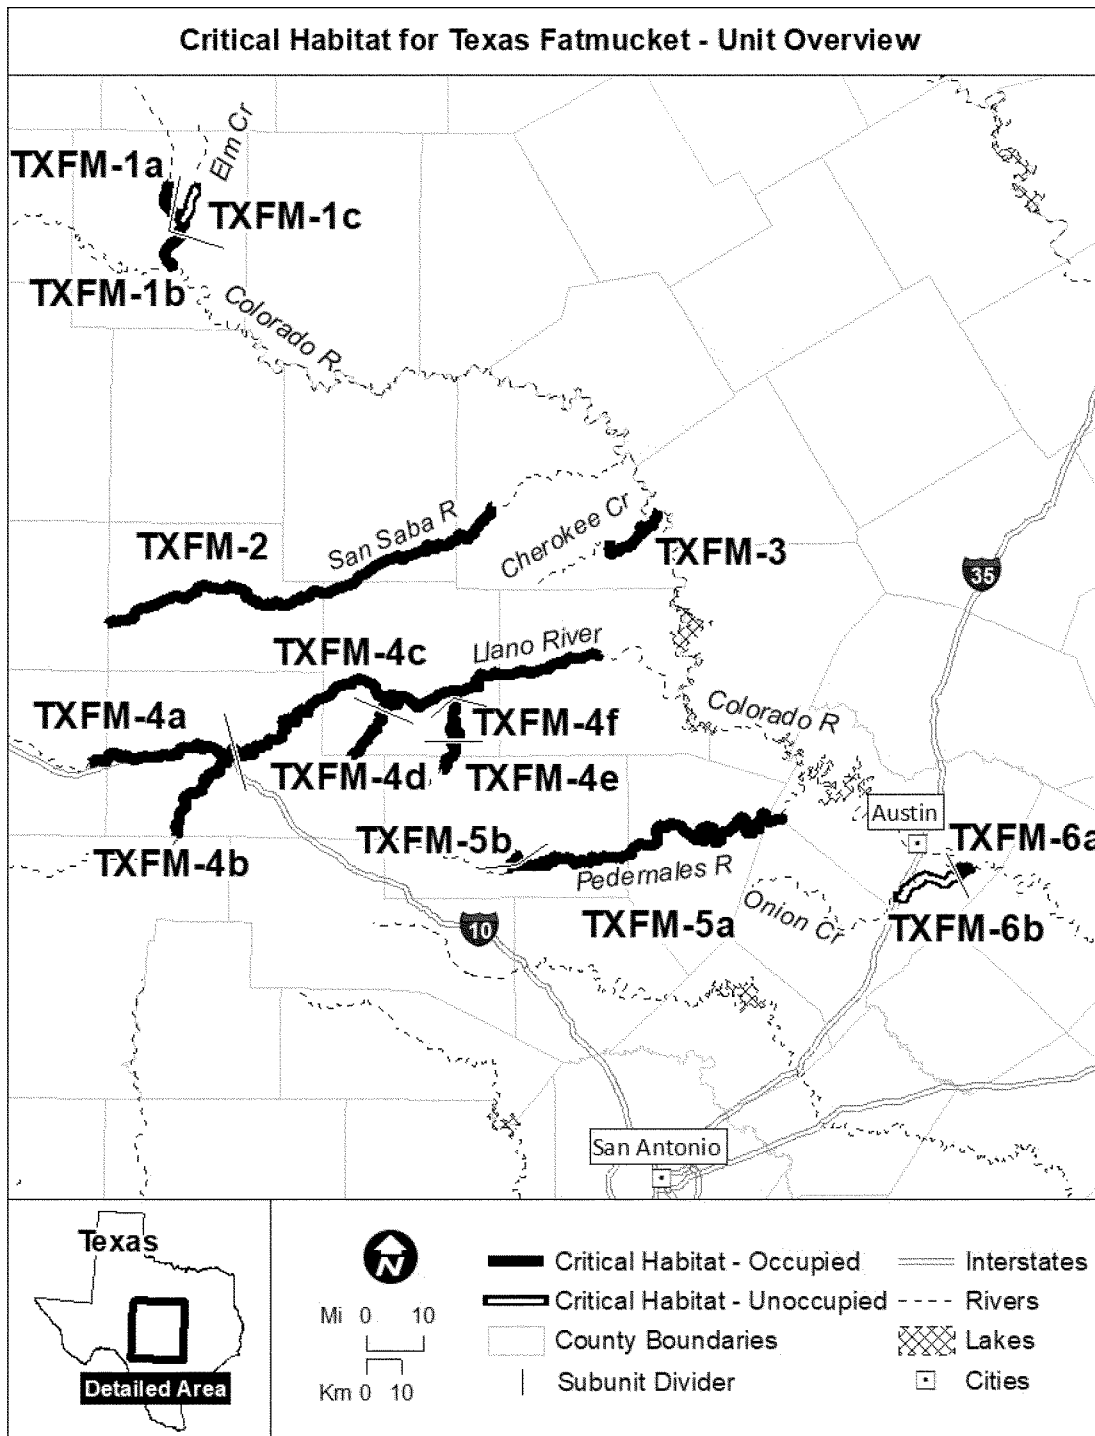 Critical Habitat for Texas Fatmucket - Unit Overview
Elm Cr
TXFM-1a
TXFM-1c
TXFM-1b
Colorado R
San Saba R
Cherokee Cr
TXFM-2
TXFM-3
35
Llano River
TXFM-4c
TXFM-4a
TXFM-4f
Colorado R
TXFM-4d
TXFM-4e
Austin
TXFM-5b
TXFM-6a
TXFM-4b
Pedernales R
TXFM-5a
Onion Cr
TXFM-6b
10
San Antonio
Texas
Detailed Area
N
Mi 0 10
Km 0 10
Critical Habitat - Occupied
Critical Habitat - Unoccupied
County Boundaries
Subunit Divider
Interstates
Rivers
Lakes
Cities